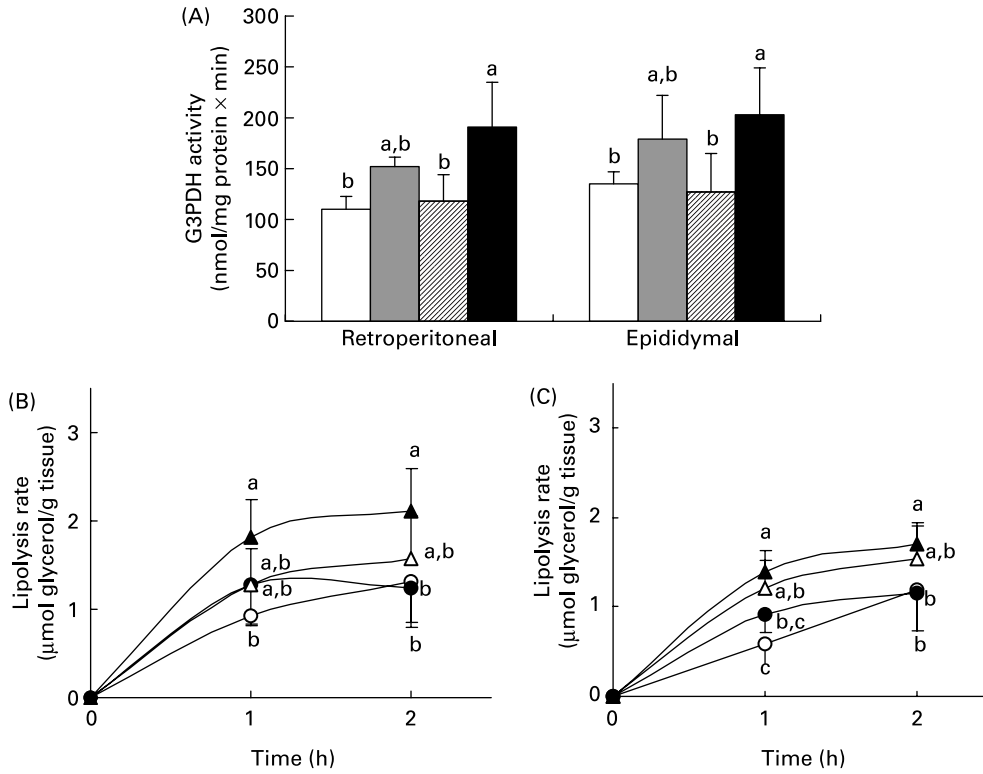 (A)
300
250
200
150
100
50
0
G3PDH activity
(nmol/mg protein × min)
b
a,b
b
a
b
a,b
b
a
Retroperitoneal
Epididymal
(B)
3
2
1
0
Lipolysis rate
(μmol glycerol/g tissue)
a
a
a,b
a,b
a,b
b
b
b
0 1 2
Time (h)
(C)
3
2
1
0
Lipolysis rate
(μmol glycerol/g tissue)
a
a
a,b
a,b
b,c
b
c
b
0 1 2
Time (h)